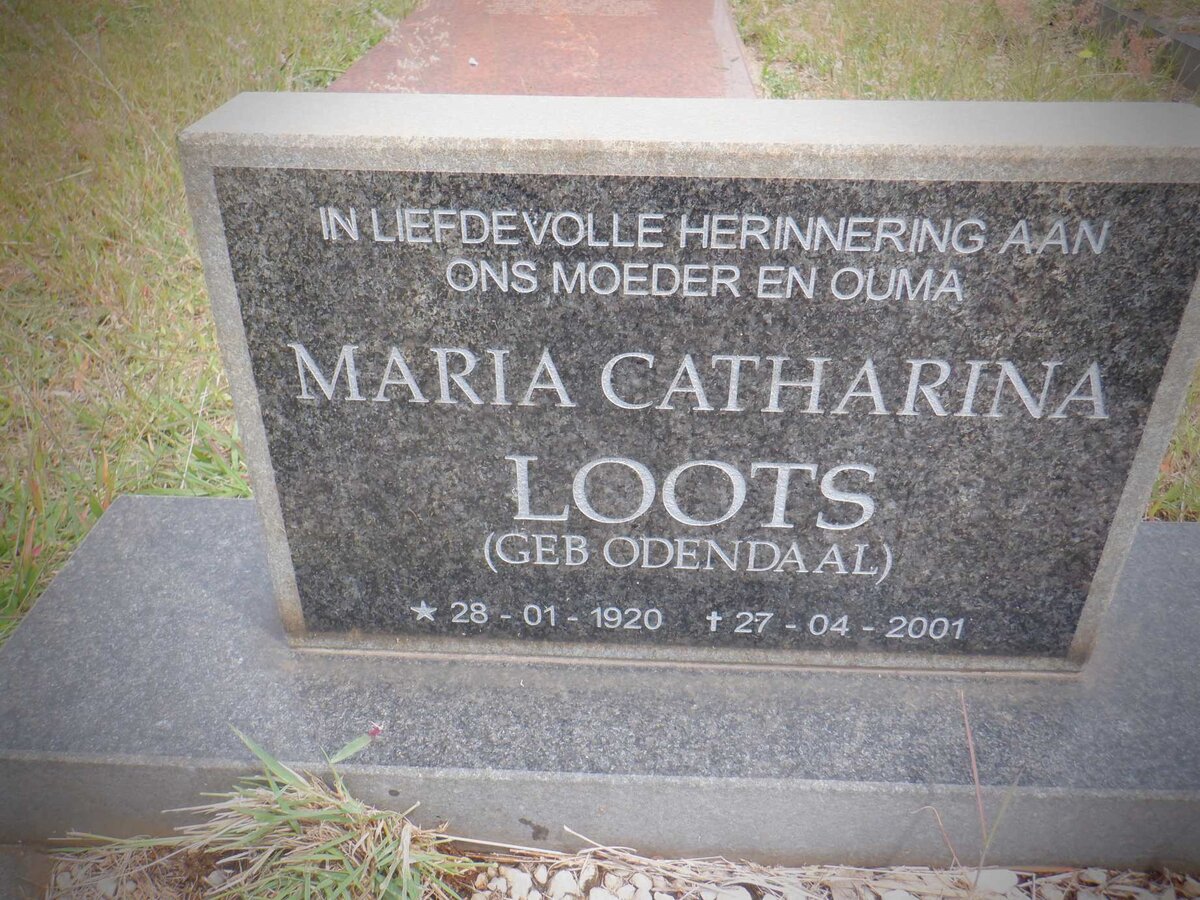 IN LIEFDEVOLLE HERINNERING AAN
ONS MOEDER EN OUMA
MARIA CATHARINA
LOOTS
(GEB ODENDAAL)
★ 28 - 01 - 1920 ✝ 27 - 04 - 2001